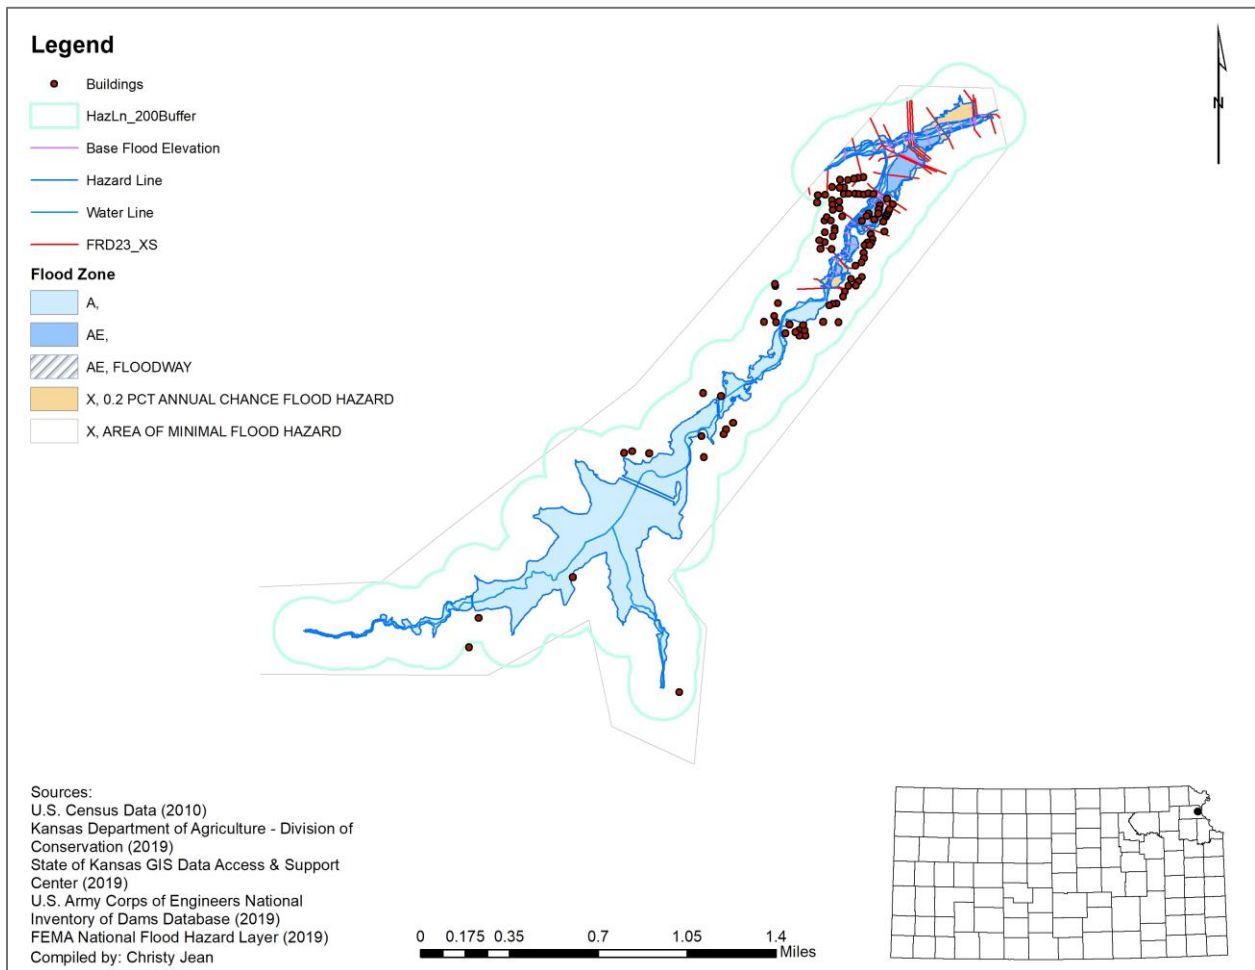 Legend
Buildings
HazLn_200Buffer
Base Flood Elevation
Hazard Line
Water Line
FRD23_XS
Flood Zone
A,
AE,
AE, FLOODWAY
X, 0.2 PCT ANNUAL CHANCE FLOOD HAZARD
X, AREA OF MINIMAL FLOOD HAZARD
N
Sources:
U.S. Census Data (2010)
Kansas Department of Agriculture - Division of
Conservation (2019)
State of Kansas GIS Data Access & Support
Center (2019)
U.S. Army Corps of Engineers National
Inventory of Dams Database (2019)
FEMA National Flood Hazard Layer (2019)
Compiled by: Christy Jean
0 0.175 0.35 0.7 1.05 1.4
Miles